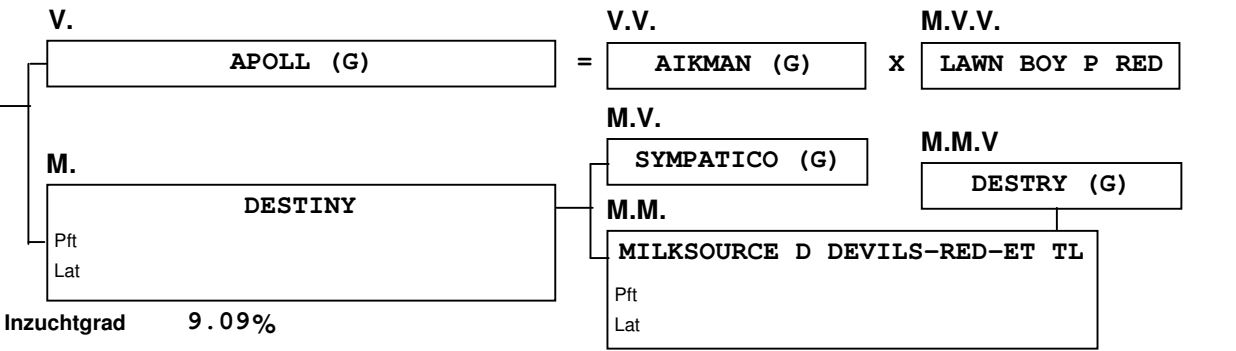 V. V.V. M.V.V.
APOLL (G) = AIKMAN (G) X LAWN BOY P RED
M.V.
SYMPATICO (G)
M.M.V
DESTRY (G)
M.
DESTINY
Pft
Lat
M.M.
MILKSOURCE D DEVILS-RED-ET TL
Pft
Lat
Inzuchtgrad 9.09%